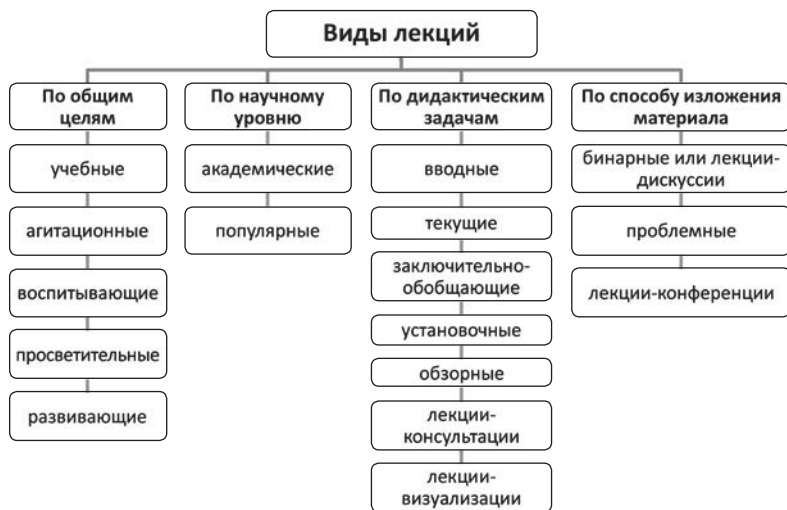 Виды лекций
По общим
целям
учебные
агитационные
воспитывающие
просветительные
развивающие
По научному
уровню
академические
популярные
По дидактическим
задачам
вводные
текущие
заключительно-
обобщающие
установочные
обзорные
лекции-
консультации
лекции-
визуализации
По способу изложения
материала
бинарные или лекции-
дискуссии
проблемные
лекции-конференции